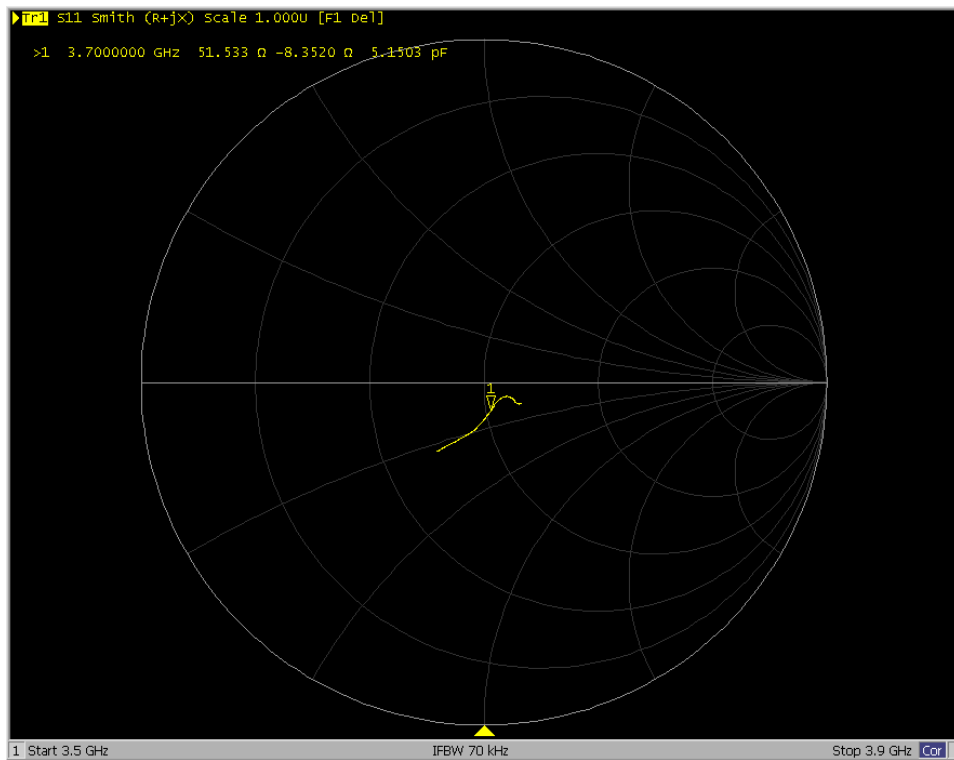 Tr1 S11 Smith (R+jX) Scale 1.000U [F1 Del]
>1 3.7000000 GHz 51.533 Ω -8.3520 Ω 5.1503 pF
1
1 Start 3.5 GHz IFBW 70 kHz Stop 3.9 GHz Cor